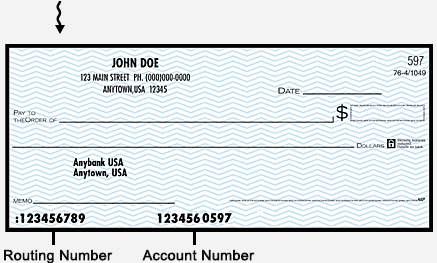 JOHN DOE
597
123 MAIN STREET PH. (000)000-0000
76-4/1049
ANYTOWN,USA 12345
DATE
PAY TO
THE ORDER OF
$
DOLLARS
Anybank USA
Anytown, USA
MEMO
MP
:123456789
1234560597
Routing Number
Account Number